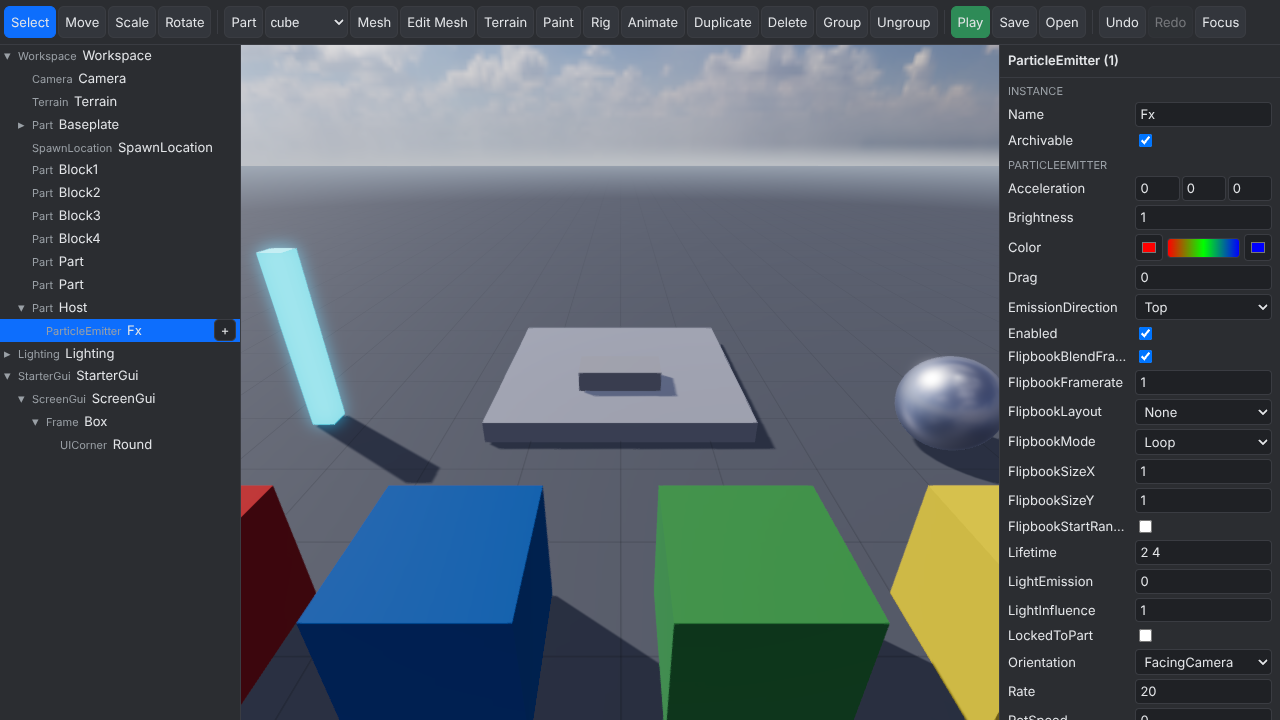 Select Move Scale Rotate Part cube Mesh Edit Mesh Terrain Paint Rig Animate Duplicate Delete Group Ungroup Play Save Open Undo Redo Focus
Workspace Workspace
Camera Camera
Terrain Terrain
Part Baseplate
SpawnLocation SpawnLocation
Part Block1
Part Block2
Part Block3
Part Block4
Part Part
Part Part
Part Host
ParticleEmitter Fx +
Lighting Lighting
StarterGui StarterGui
ScreenGui ScreenGui
Frame Box
UICorner Round
ParticleEmitter (1)
INSTANCE
Name Fx
Archivable
PARTICLEEMITTER
Acceleration 0 0 0
Brightness 1
Color
Drag 0
EmissionDirection Top
Enabled
FlipbookBlendFra...
FlipbookFramerate 1
FlipbookLayout None
FlipbookMode Loop
FlipbookSizeX 1
FlipbookSizeY 1
FlipbookStartRan...
Lifetime 2 4
LightEmission 0
LightInfluence 1
LockedToPart
Orientation FacingCamera
Rate 20
RotSpeed 0